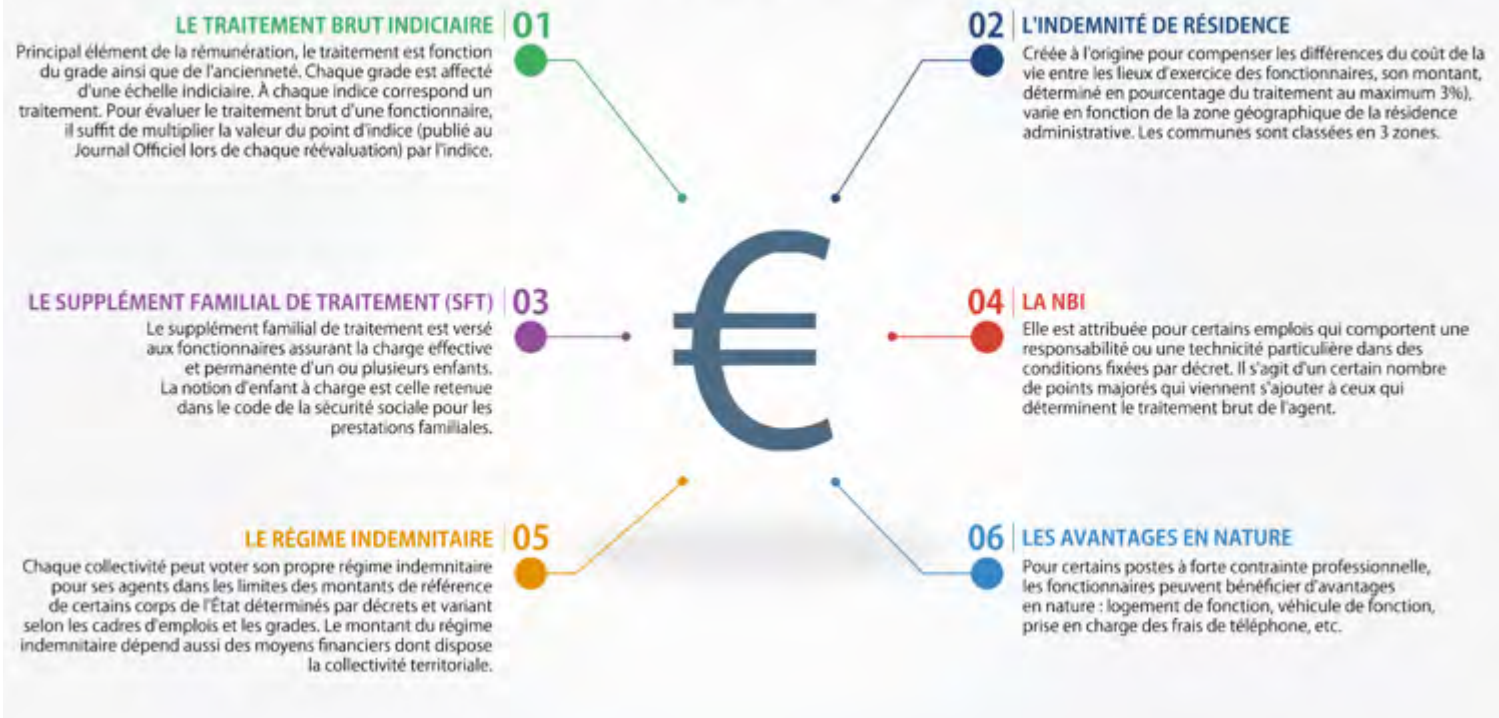 LE TRAITEMENT BRUT INDICIAIRE 01
Principal élément de la rémunération, le traitement est fonction
du grade ainsi que de l'ancienneté. Chaque grade est affecté
d'une échelle indiciaire. À chaque indice correspond un
traitement. Pour évaluer le traitement brut d'une fonctionnaire,
il suffit de multiplier la valeur du point d'indice (publié au
Journal Officiel lors de chaque réévaluation) par l'indice.
02 L'INDEMNITÉ DE RÉSIDENCE
Créée à l'origine pour compenser les différences du coût de la
vie entre les lieux d'exercice des fonctionnaires, son montant,
déterminé en pourcentage du traitement au maximum 3%),
varie en fonction de la zone géographique de la résidence
administrative. Les communes sont classées en 3 zones.
LE SUPPLÉMENT FAMILIAL DE TRAITEMENT (SFT) 03
Le supplément familial de traitement est versé
aux fonctionnaires assurant la charge effective
et permanente d'un ou plusieurs enfants.
La notion d'enfant à charge est celle retenue
dans le code de la sécurité sociale pour les
prestations familiales.
€
04 LA NBI
Elle est attribuée pour certains emplois qui comportent une
responsabilité ou une technicité particulière dans des
conditions fixées par décret. Il s'agit d'un certain nombre
de points majorés qui viennent s'ajouter à ceux qui
déterminent le traitement brut de l'agent.
LE RÉGIME INDEMNITAIRE 05
Chaque collectivité peut voter son propre régime indemnitaire
pour ses agents dans les limites des montants de référence
de certains corps de l'État déterminés par décrets et variant
selon les cadres d'emplois et les grades. Le montant du régime
indemnitaire dépend aussi des moyens financiers dont dispose
la collectivité territoriale.
06 LES AVANTAGES EN NATURE
Pour certains postes à forte contrainte professionnelle,
les fonctionnaires peuvent bénéficier d'avantages
en nature : logement de fonction, véhicule de fonction,
prise en charge des frais de téléphone, etc.